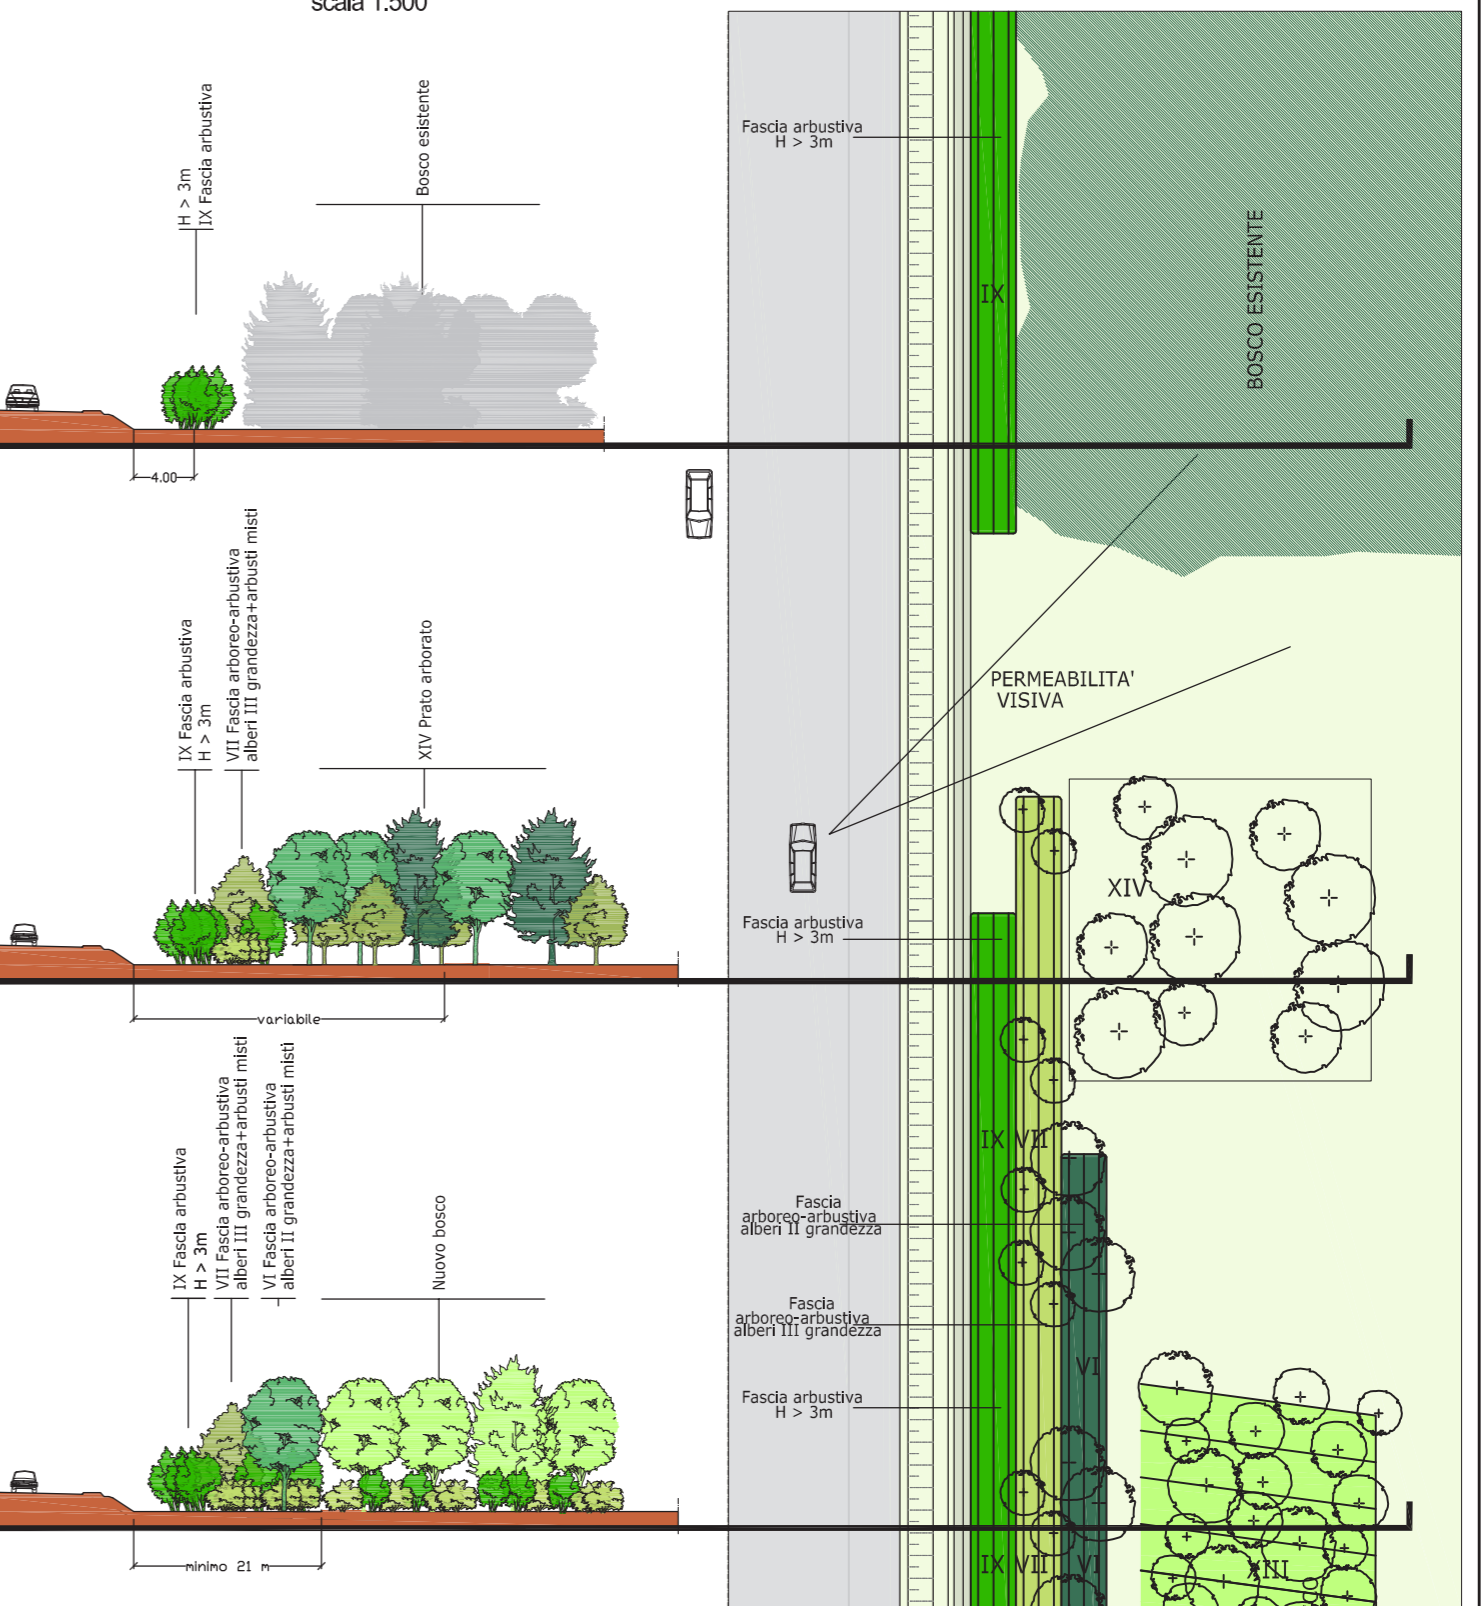 scala 1:500
H > 3m
IX Fascia arbustiva
Bosco esistente
4.00
IX Fascia arbustiva
H > 3m
VII Fascia arboreo-arbustiva
alberi III grandezza+arbusti misti
XIV Prato arborato
variabile
IX Fascia arbustiva
H > 3m
VII Fascia arboreo-arbustiva
alberi III grandezza+arbusti misti
VI Fascia arboreo-arbustiva
alberi II grandezza+arbusti misti
Nuovo bosco
minimo 21 m
Fascia arbustiva
H > 3m
IX
BOSCO ESISTENTE
PERMEABILITA'
VISIVA
XIV
Fascia arbustiva
H > 3m
IX VII
Fascia
arboreo-arbustiva
alberi II grandezza
Fascia
arboreo-arbustiva
alberi III grandezza
VI
Fascia arbustiva
H > 3m
IX VII VI
XIII